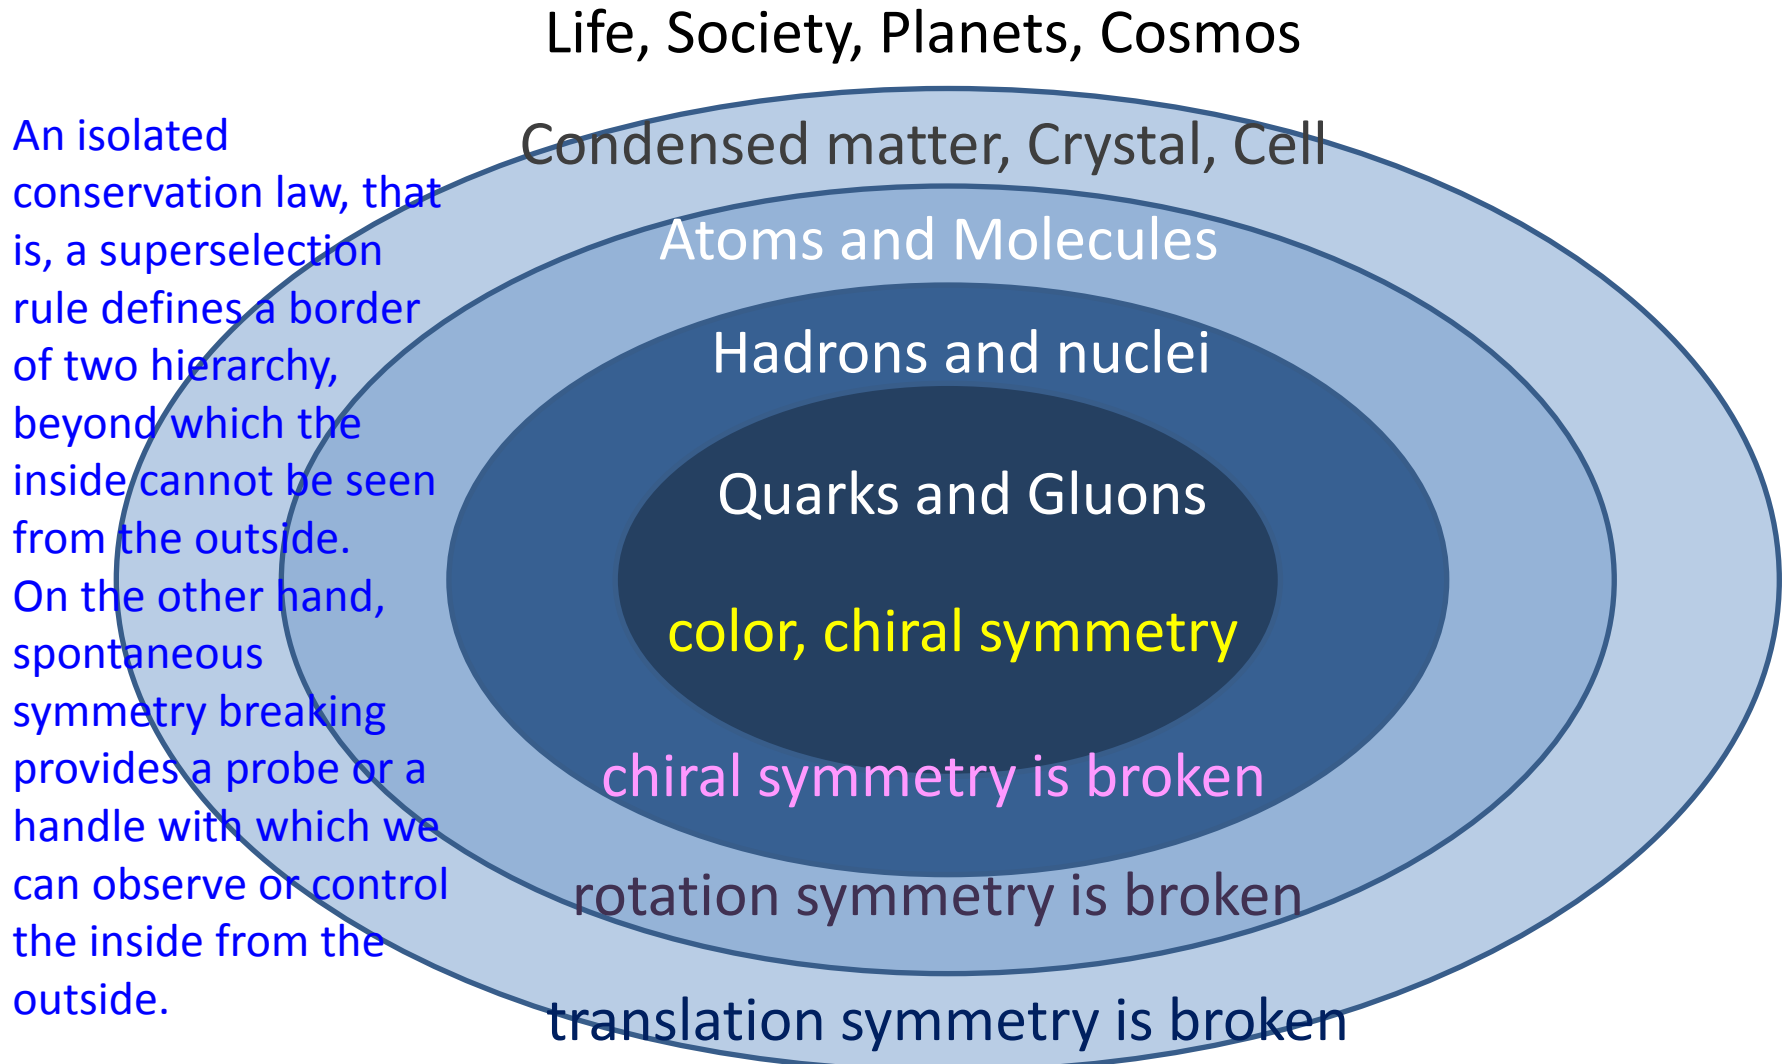 Life, Society, Planets, Cosmos
An isolated
conservation law, that
is, a superselection
rule defines a border
of two hierarchy,
beyond which the
inside cannot be seen
from the outside.
On the other hand,
spontaneous
symmetry breaking
provides a probe or a
handle with which we
can observe or control
the inside from the
outside.
Condensed matter, Crystal, Cell
Atoms and Molecules
Hadrons and nuclei
Quarks and Gluons
color, chiral symmetry
chiral symmetry is broken
rotation symmetry is broken
translation symmetry is broken